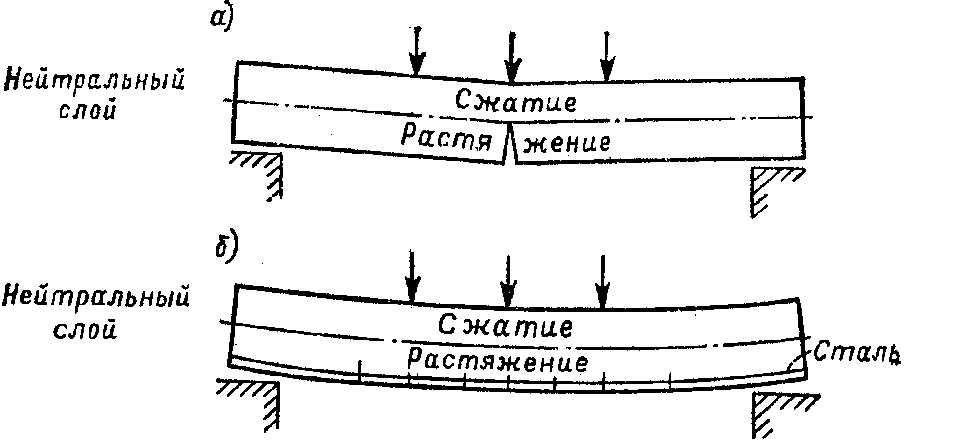 а)
Нейтральный
слой
Сжатие
Растя жение
б)
Нейтральный
слой
Сжатие
Растяжение
Сталь